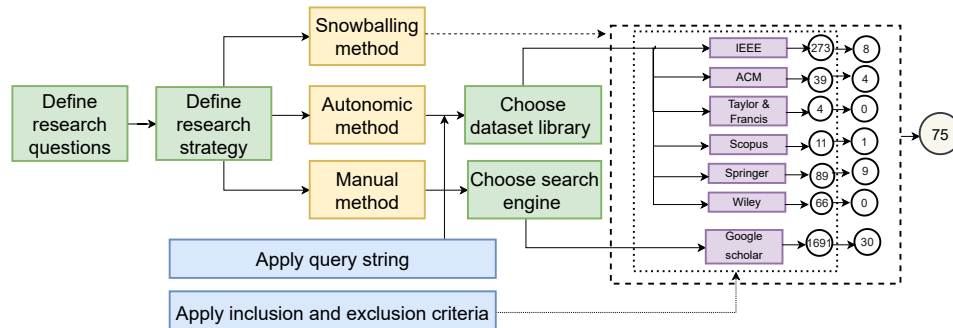 Snowballing
method
Define
research
questions
Define
research
strategy
Autonomic
method
Choose
dataset library
Manual
method
Choose search
engine
Apply query string
Apply inclusion and exclusion criteria
IEEE 273 8
ACM 39 4
Taylor &
Francis 4 0
Scopus 11 1
Springer 89 9
Wiley 66 0
Google
scholar 1691 30
75